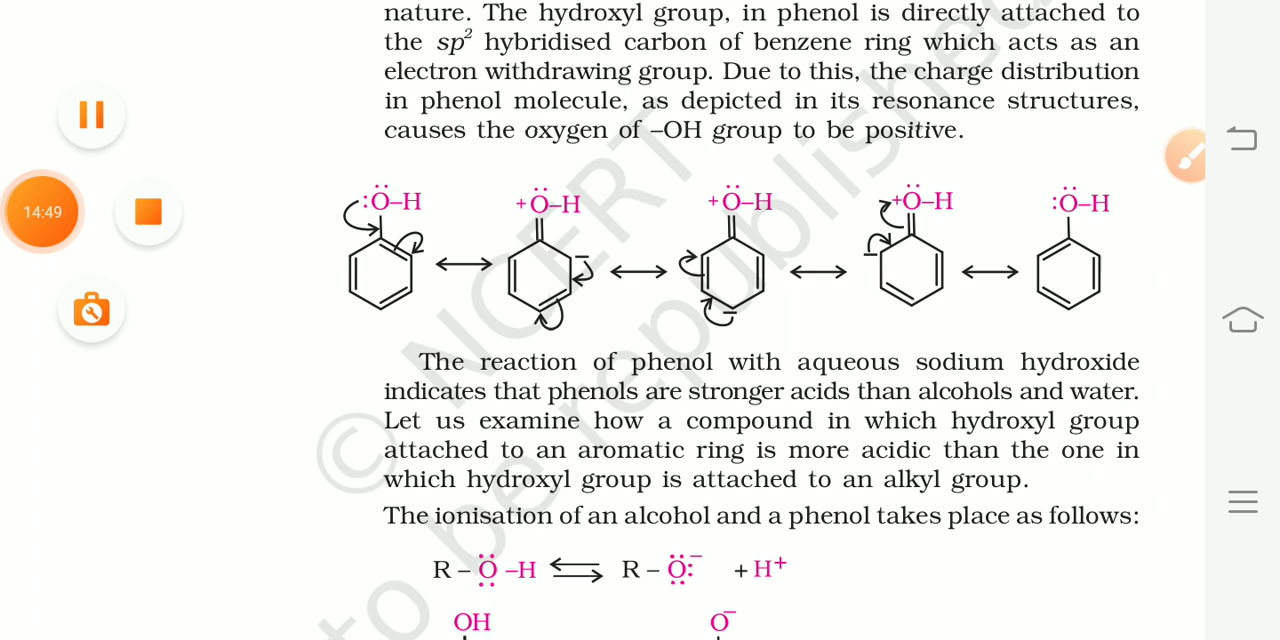 nature. The hydroxyl group, in phenol is directly attached to
the sp² hybridised carbon of benzene ring which acts as an
electron withdrawing group. Due to this, the charge distribution
in phenol molecule, as depicted in its resonance structures,
causes the oxygen of –OH group to be positive.
14:49
:Ö–H +Ö–H +Ö–H +Ö–H :Ö–H
– – –
The reaction of phenol with aqueous sodium hydroxide
indicates that phenols are stronger acids than alcohols and water.
Let us examine how a compound in which hydroxyl group
attached to an aromatic ring is more acidic than the one in
which hydroxyl group is attached to an alkyl group.
The ionisation of an alcohol and a phenol takes place as follows:
R – Ö̤ –H ⇌ R – Ö̤:⁻ + H⁺
OH O⁻
© NCERT
to be republished